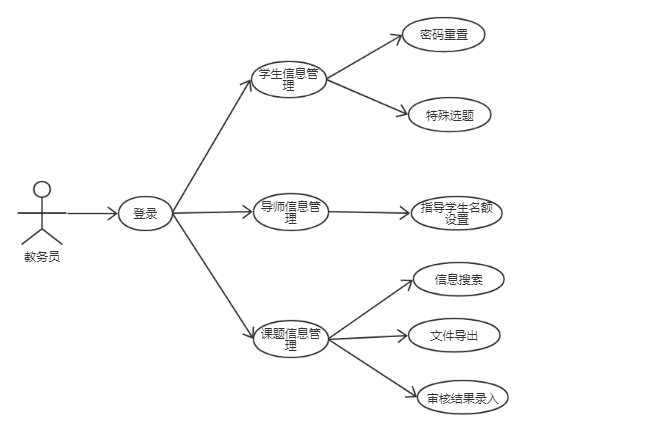 密码重置
学生信息管
理
特殊选题
登录
导师信息管
理
指导学生名额
设置
教务员
信息搜索
课题信息管
理
文件导出
审核结果录入